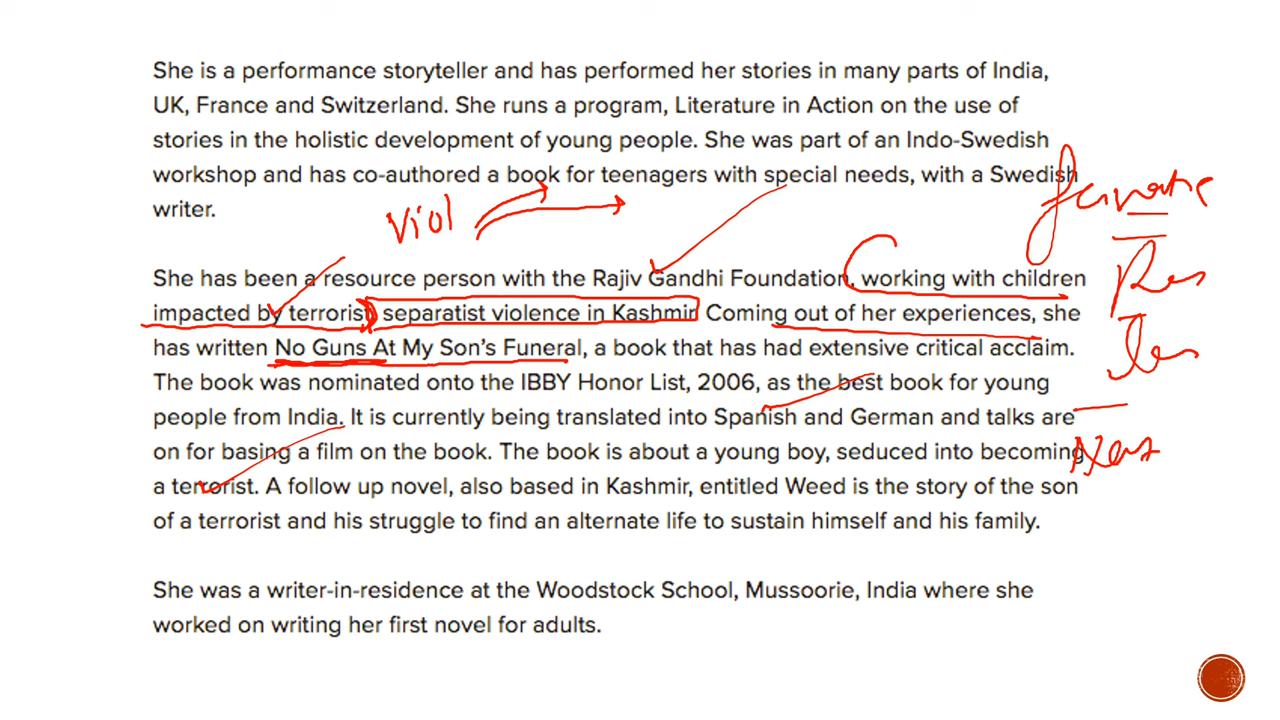 She is a performance storyteller and has performed her stories in many parts of India,
UK, France and Switzerland. She runs a program, Literature in Action on the use of
stories in the holistic development of young people. She was part of an Indo-Swedish
workshop and has co-authored a book for teenagers with special needs, with a Swedish
writer.
Viol
She has been a resource person with the Rajiv Gandhi Foundation, working with children
impacted by terrorist separatist violence in Kashmir Coming out of her experiences, she
has written No Guns At My Son's Funeral, a book that has had extensive critical acclaim.
The book was nominated onto the IBBY Honor List, 2006, as the best book for young
people from India. It is currently being translated into Spanish and German and talks are
on for basing a film on the book. The book is about a young boy, seduced into becoming
a terrorist. A follow up novel, also based in Kashmir, entitled Weed is the story of the son
of a terrorist and his struggle to find an alternate life to sustain himself and his family.
She was a writer-in-residence at the Woodstock School, Mussoorie, India where she
worked on writing her first novel for adults.